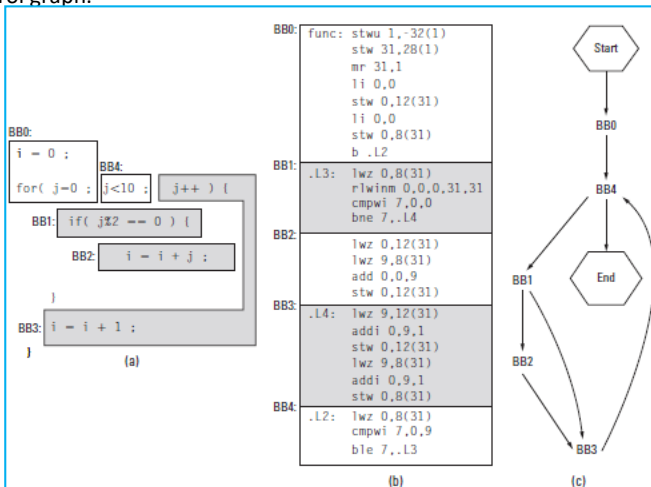 rol graph.
BB0:
i = 0 ;
for( j=0 ;
BB4:
j<10 ;
j++ ) {
BB1: if( j%2 == 0 ) {
BB2: i = i + j ;
}
BB3: i = i + 1 ;
}
(a)
BB0: func: stwu 1,-32(1)
stw 31,28(1)
mr 31,1
li 0,0
stw 0,12(31)
li 0,0
stw 0,8(31)
b .L2
BB1: .L3: lwz 0,8(31)
rlwinm 0,0,0,31,31
cmpwi 7,0,0
bne 7,.L4
BB2:
lwz 0,12(31)
lwz 9,8(31)
add 0,0,9
stw 0,12(31)
BB3: .L4: lwz 9,12(31)
addi 0,9,1
stw 0,12(31)
lwz 9,8(31)
addi 0,9,1
stw 0,8(31)
BB4: .L2: lwz 0,8(31)
cmpwi 7,0,9
ble 7,.L3
(b)
Start
BB0
BB4
BB1
End
BB2
BB3
(c)